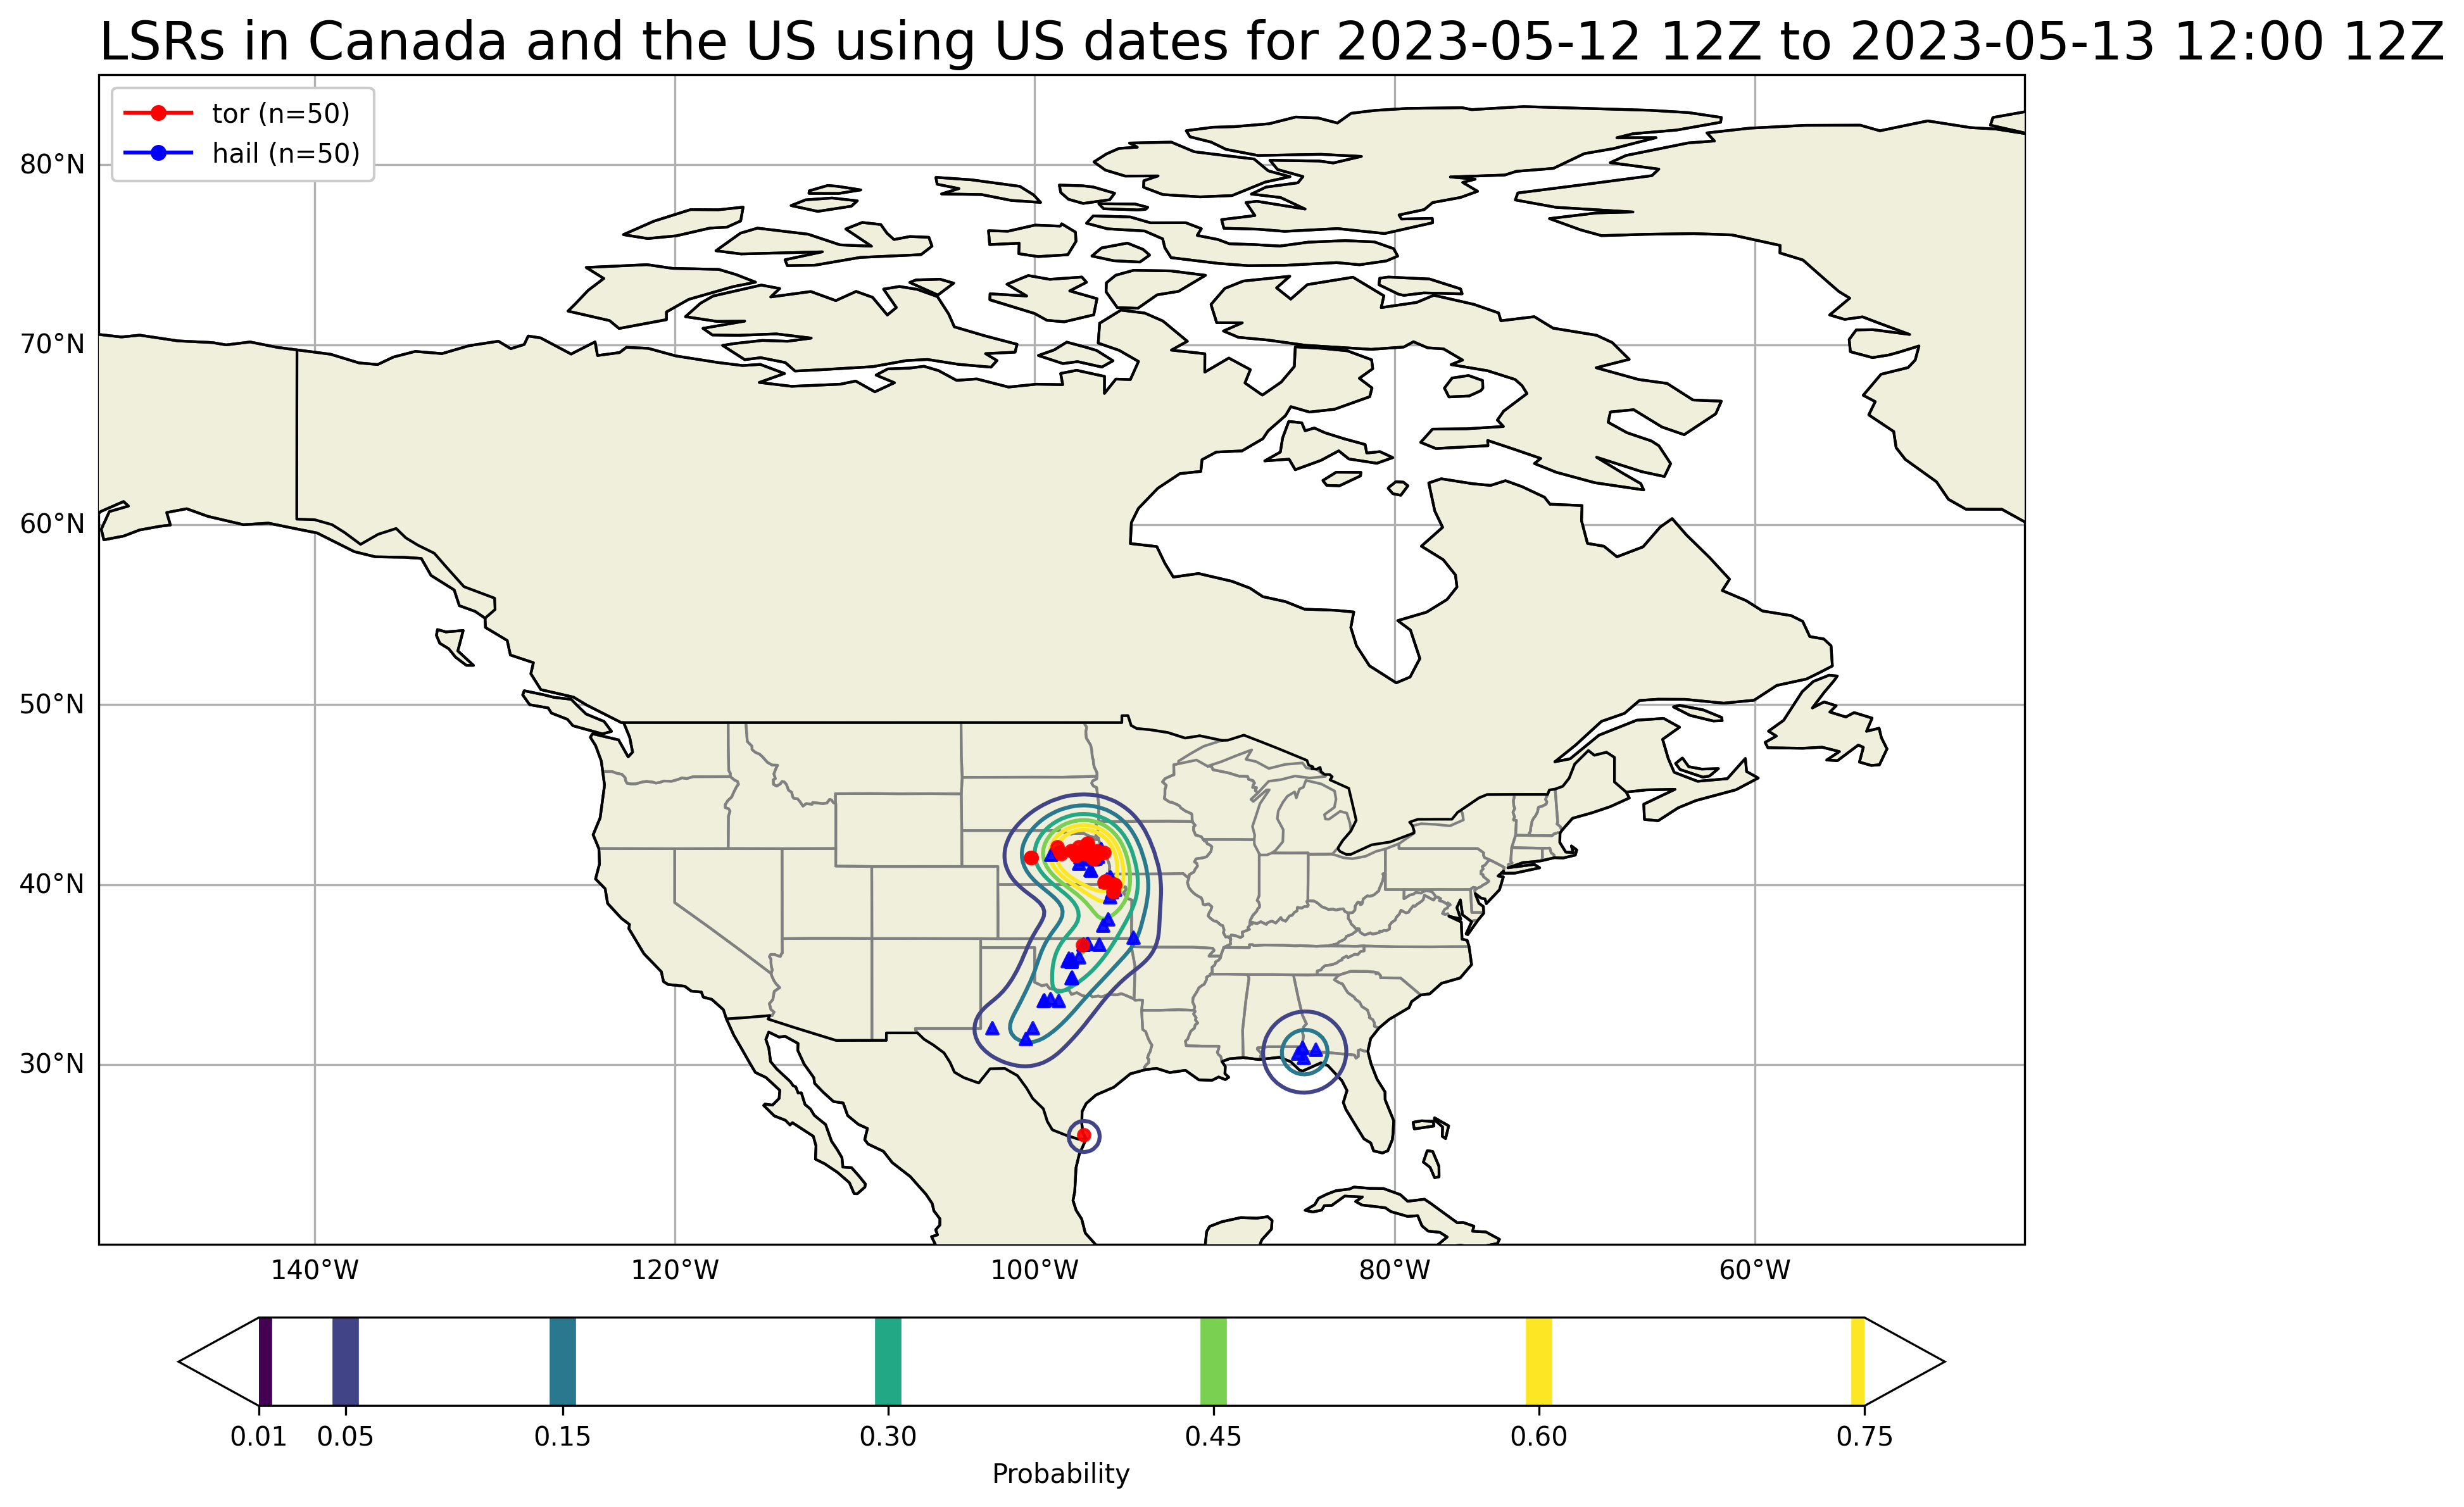 LSRs in Canada and the US using US dates for 2023-05-12 12Z to 2023-05-13 12:00 12Z
tor (n=50)
hail (n=50)
80°N
70°N
60°N
50°N
40°N
30°N
140°W 120°W 100°W 80°W 60°W
0.01 0.05 0.15 0.30 0.45 0.60 0.75
Probability